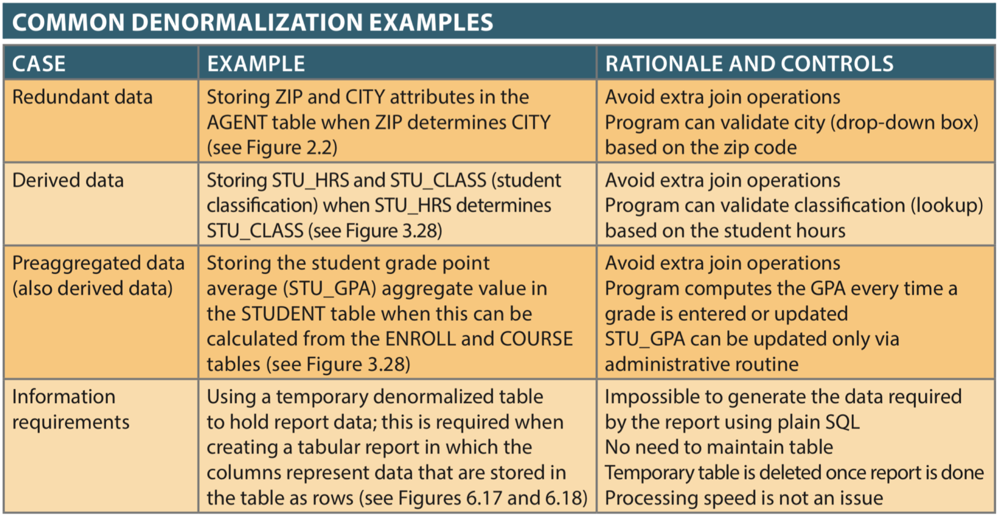 COMMON DENORMALIZATION EXAMPLES
CASE
EXAMPLE
RATIONALE AND CONTROLS
Redundant data
Storing ZIP and CITY attributes in the
AGENT table when ZIP determines CITY
(see Figure 2.2)
Avoid extra join operations
Program can validate city (drop-down box)
based on the zip code
Derived data
Storing STU_HRS and STU_CLASS (student
classification) when STU_HRS determines
STU_CLASS (see Figure 3.28)
Avoid extra join operations
Program can validate classification (lookup)
based on the student hours
Preaggregated data
(also derived data)
Storing the student grade point
average (STU_GPA) aggregate value in
the STUDENT table when this can be
calculated from the ENROLL and COURSE
tables (see Figure 3.28)
Avoid extra join operations
Program computes the GPA every time a
grade is entered or updated
STU_GPA can be updated only via
administrative routine
Information
requirements
Using a temporary denormalized table
to hold report data; this is required when
creating a tabular report in which the
columns represent data that are stored in
the table as rows (see Figures 6.17 and 6.18)
Impossible to generate the data required
by the report using plain SQL
No need to maintain table
Temporary table is deleted once report is done
Processing speed is not an issue